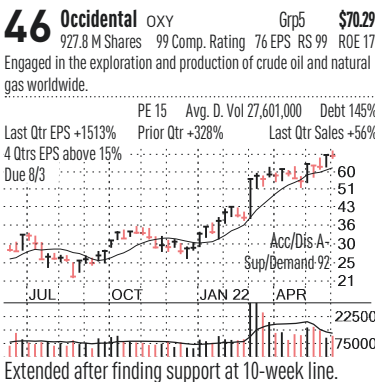 46 Occidental OXY Grp5 $70.29
927.8 M Shares 99 Comp. Rating 76 EPS RS 99 ROE 17
Engaged in the exploration and production of crude oil and natural
gas worldwide.
PE 15 Avg. D. Vol 27,601,000 Debt 145%
Last Qtr EPS +1513% Prior Qtr +328% Last Qtr Sales +56%
4 Qtrs EPS above 15%
Due 8/3
60
51
43
36
30
25
21
Acc/Dis A-
Sup/Demand 92
JUL OCT JAN 22 APR
22500
75000
Extended after finding support at 10-week line.